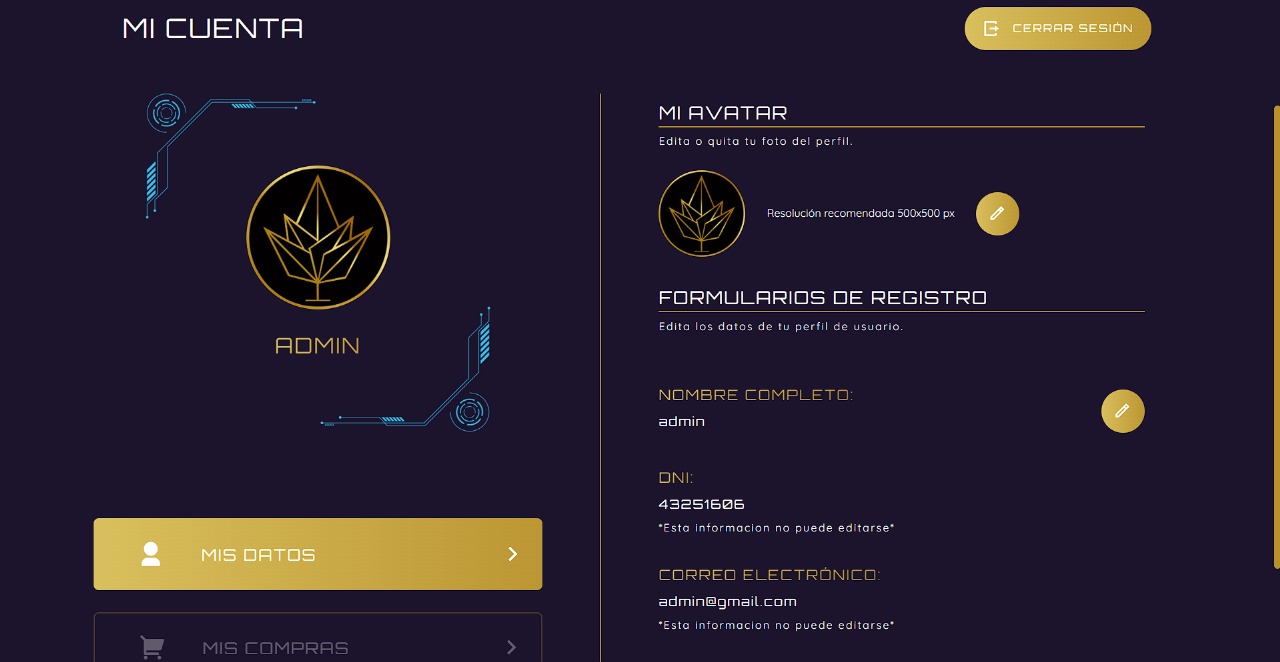 MI CUENTA
CERRAR SESIÓN
ADMIN
MIS DATOS
MIS COMPRAS
MI AVATAR
Edita o quita tu foto del perfil.
Resolución recomendada 500x500 px
FORMULARIOS DE REGISTRO
Edita los datos de tu perfil de usuario.
NOMBRE COMPLETO:
admin
DNI:
43251606
*Esta informacion no puede editarse*
CORREO ELECTRÓNICO:
admin@gmail.com
*Esta informacion no puede editarse*